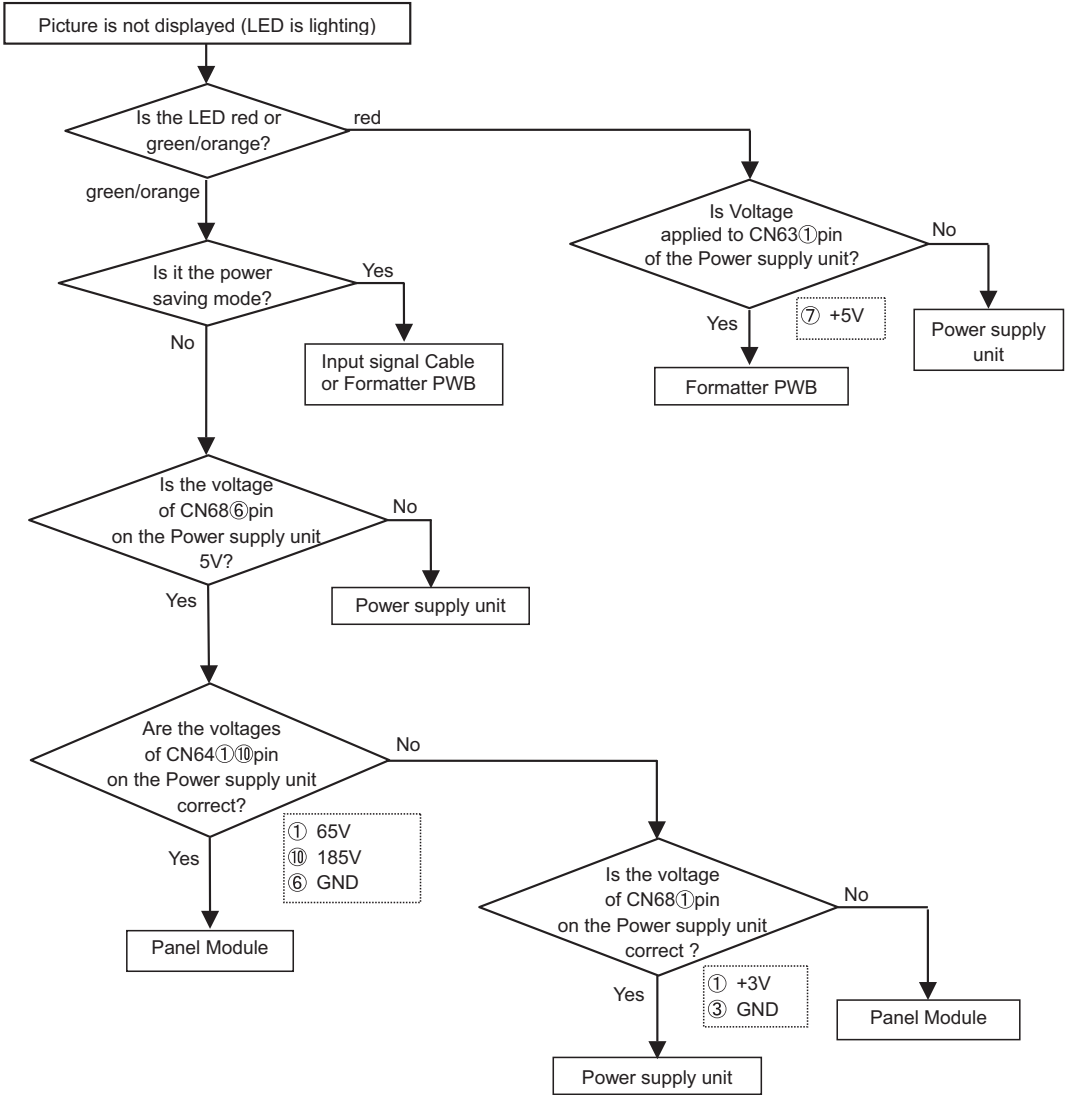 Picture is not displayed (LED is lighting)
Is the LED red or
green/orange?
red
green/orange
Is Voltage
applied to CN63①pin
of the Power supply unit?
No
Yes
⑦ +5V
Power supply
unit
Formatter PWB
Is it the power
saving mode?
Yes
No
Input signal Cable
or Formatter PWB
Is the voltage
of CN68⑥pin
on the Power supply unit
5V?
No
Yes
Power supply unit
Are the voltages
of CN64①⑩pin
on the Power supply unit
correct?
No
Yes
① 65V
⑩ 185V
⑥ GND
Panel Module
Is the voltage
of CN68①pin
on the Power supply unit
correct ?
No
Yes
① +3V
③ GND
Panel Module
Power supply unit